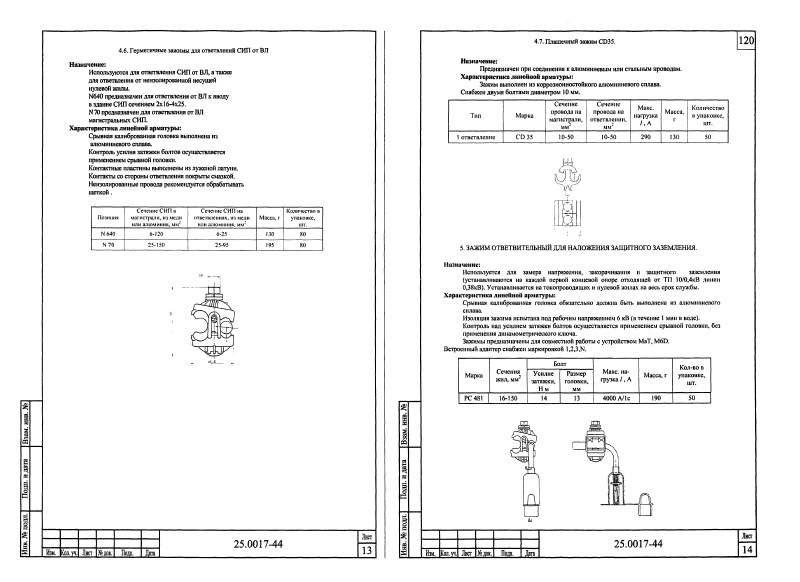 4.6. Герметичные зажимы для ответвлений СИП от ВЛ
Назначение:
Используются для ответвления СИП от ВЛ, а также
для ответвления от неизолированной несущей
нулевой жилы.
N640 предназначен для ответвления от ВЛ к вводу
в здание СИП сечением 2x16-4x25.
N 70 предназначен для ответвления от ВЛ
магистральных СИП.
Характеристика линейной арматуры:
Срывная калиброванная головка выполнена из
алюминиевого сплава.
Контроль усилия затяжки болтов осуществляется
применением срывной головки.
Контактные пластины выполнены из луженой латуни.
Контакты со стороны ответвления покрыты смазкой.
Неизолированные провода рекомендуется обрабатывать
щеткой .
Позиция
Сечение СИП в магистрали, из меди или алюминия, мм²
Сечение СИП на ответвлениях, из меди или алюминия, мм²
Масса, г
Количество в упаковке, шт.
N 640 6-120 6-25 130 80
N 70 25-150 25-95 195 80
Взам. инв. №
Подп. и дата
Инв. № подл.
Изм. Кол. уч. Лист № док. Подп. Дата
25.0017-44
Лист
13
120
4.7. Плашечный зажим CD35.
Назначение:
Предназначен при соединении к алюминиевым или стальным проводам.
Характеристика линейной арматуры:
Зажим выполнен из коррозионностойкого алюминиевого сплава.
Снабжен двумя болтами диаметром 10 мм.
Тип
Марка
Сечение провода на магистрали, мм²
Сечение провода на ответвлении, мм²
Макс. нагрузка I , А
Масса, г
Количество в упаковке, шт.
1 ответвление CD 35 10-50 10-50 290 130 50
5. ЗАЖИМ ОТВЕТВИТЕЛЬНЫЙ ДЛЯ НАЛОЖЕНИЯ ЗАЩИТНОГО ЗАЗЕМЛЕНИЯ.
Назначение:
Используется для замера напряжения, закорачивания и защитного заземления
(устанавливаются на каждой первой концевой опоре отходящей от ТП 10/0,4кВ линии
0,38кВ). Устанавливается на токопроводящих и нулевой жилах на весь срок службы.
Характеристика линейной арматуры:
Срывная калиброванная головка обязательно должна быть выполнена из алюминиевого
сплава.
Изоляция зажима испытана под рабочим напряжением 6 кВ (в течение 1 мин в воде).
Контроль над усилием затяжки болтов осуществляется применением срывной головки, без
применения динамометрического ключа.
Зажимы предназначены для совместной работы с устройством МаТ, М6D.
Встроенный адаптер снабжен маркировкой 1,2,3,N.
Марка
Сечения жил, мм²
Болт
Усилие затяжки, Н м
Размер головки, мм
Макс. нагрузка I , А
Масса, г
Кол-во в упаковке, шт.
РС 481 16-150 14 13 4000 А/1с 190 50
Взам. инв. №
Подп. и дата
Инв. № подл.
Изм. Кол. уч. Лист № док. Подп. Дата
25.0017-44
Лист
14